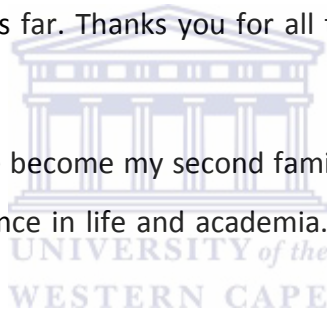 s far. Thanks you for all
become my second fami
nce in life and academia.
UNIVERSITY of the
WESTERN CAPE